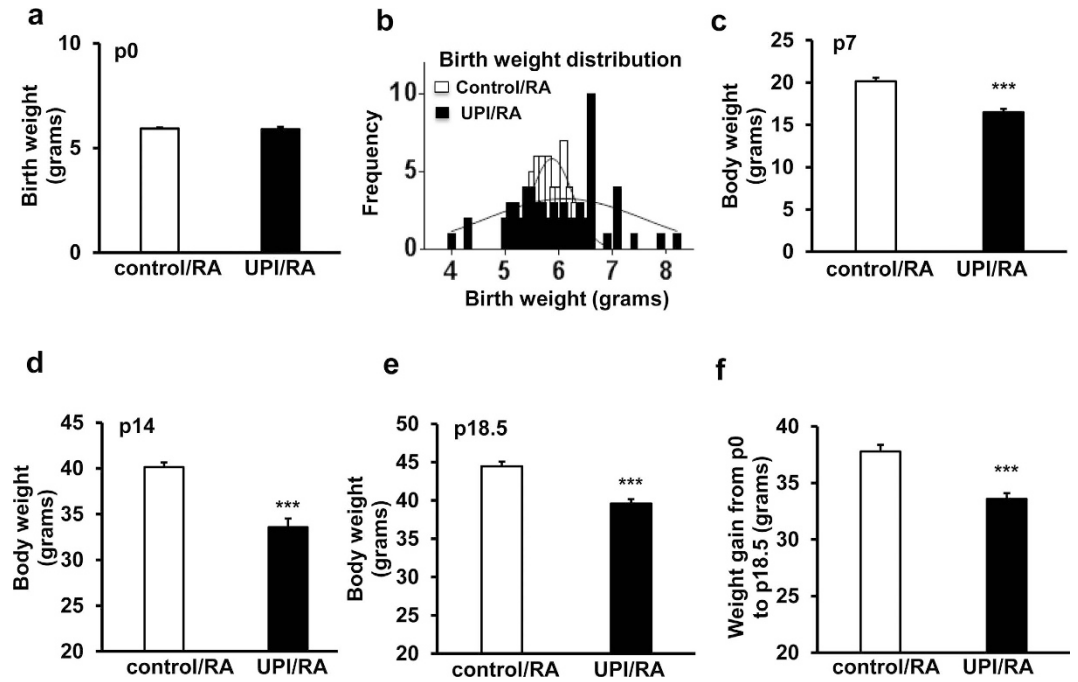 a
p0
10
5
0
Birth weight
(grams)
control/RA UPI/RA
b
Birth weight distribution
Control/RA
UPI/RA
10
5
0
Frequency
4 5 6 7 8
Birth weight (grams)
c
p7
25
20
15
10
5
0
Body weight
(grams)
***
control/RA UPI/RA
d
p14
45
40
35
30
25
20
Body weight
(grams)
***
control/RA UPI/RA
e
p18.5
50
45
40
35
30
25
20
Body weight
(grams)
***
control/RA UPI/RA
f
40
35
30
25
20
Weight gain from p0
to p18.5 (grams)
***
control/RA UPI/RA